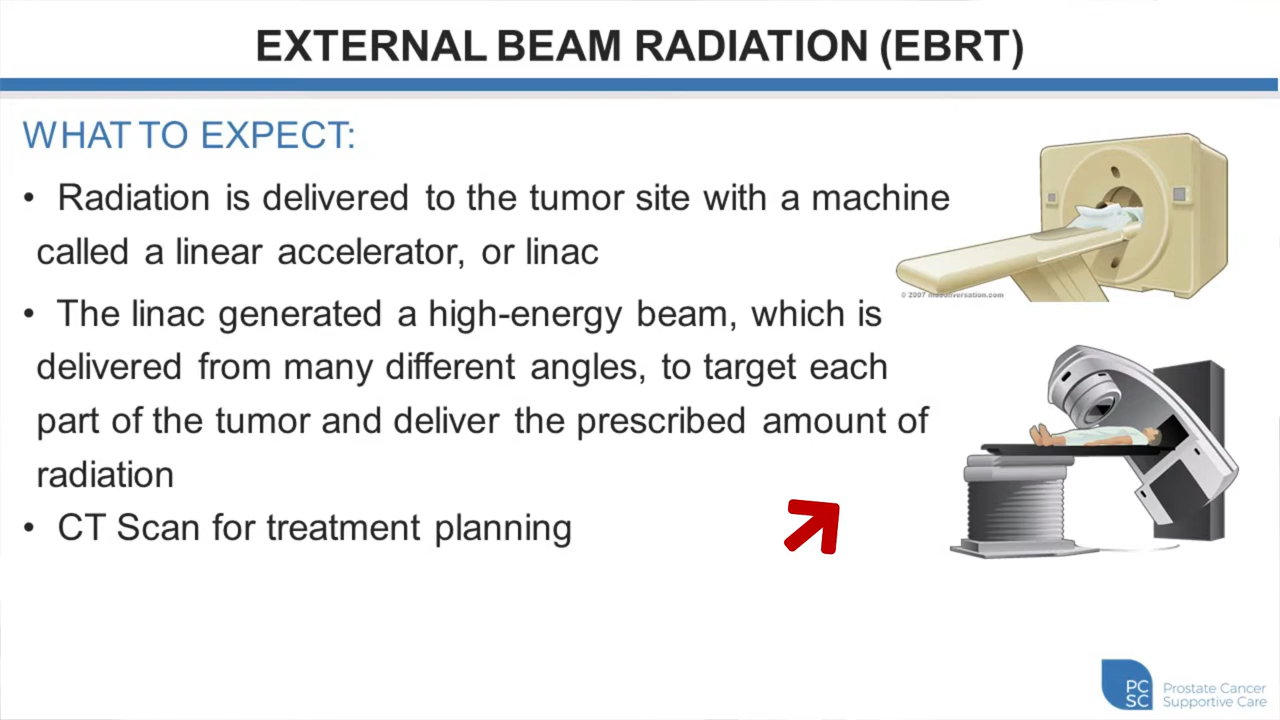 EXTERNAL BEAM RADIATION (EBRT)
WHAT TO EXPECT:
• Radiation is delivered to the tumor site with a machine
called a linear accelerator, or linac
© 2007 medoliversation.com
• The linac generated a high-energy beam, which is
delivered from many different angles, to target each
part of the tumor and deliver the prescribed amount of
radiation
• CT Scan for treatment planning
PC
SC
Prostate Cancer
Supportive Care